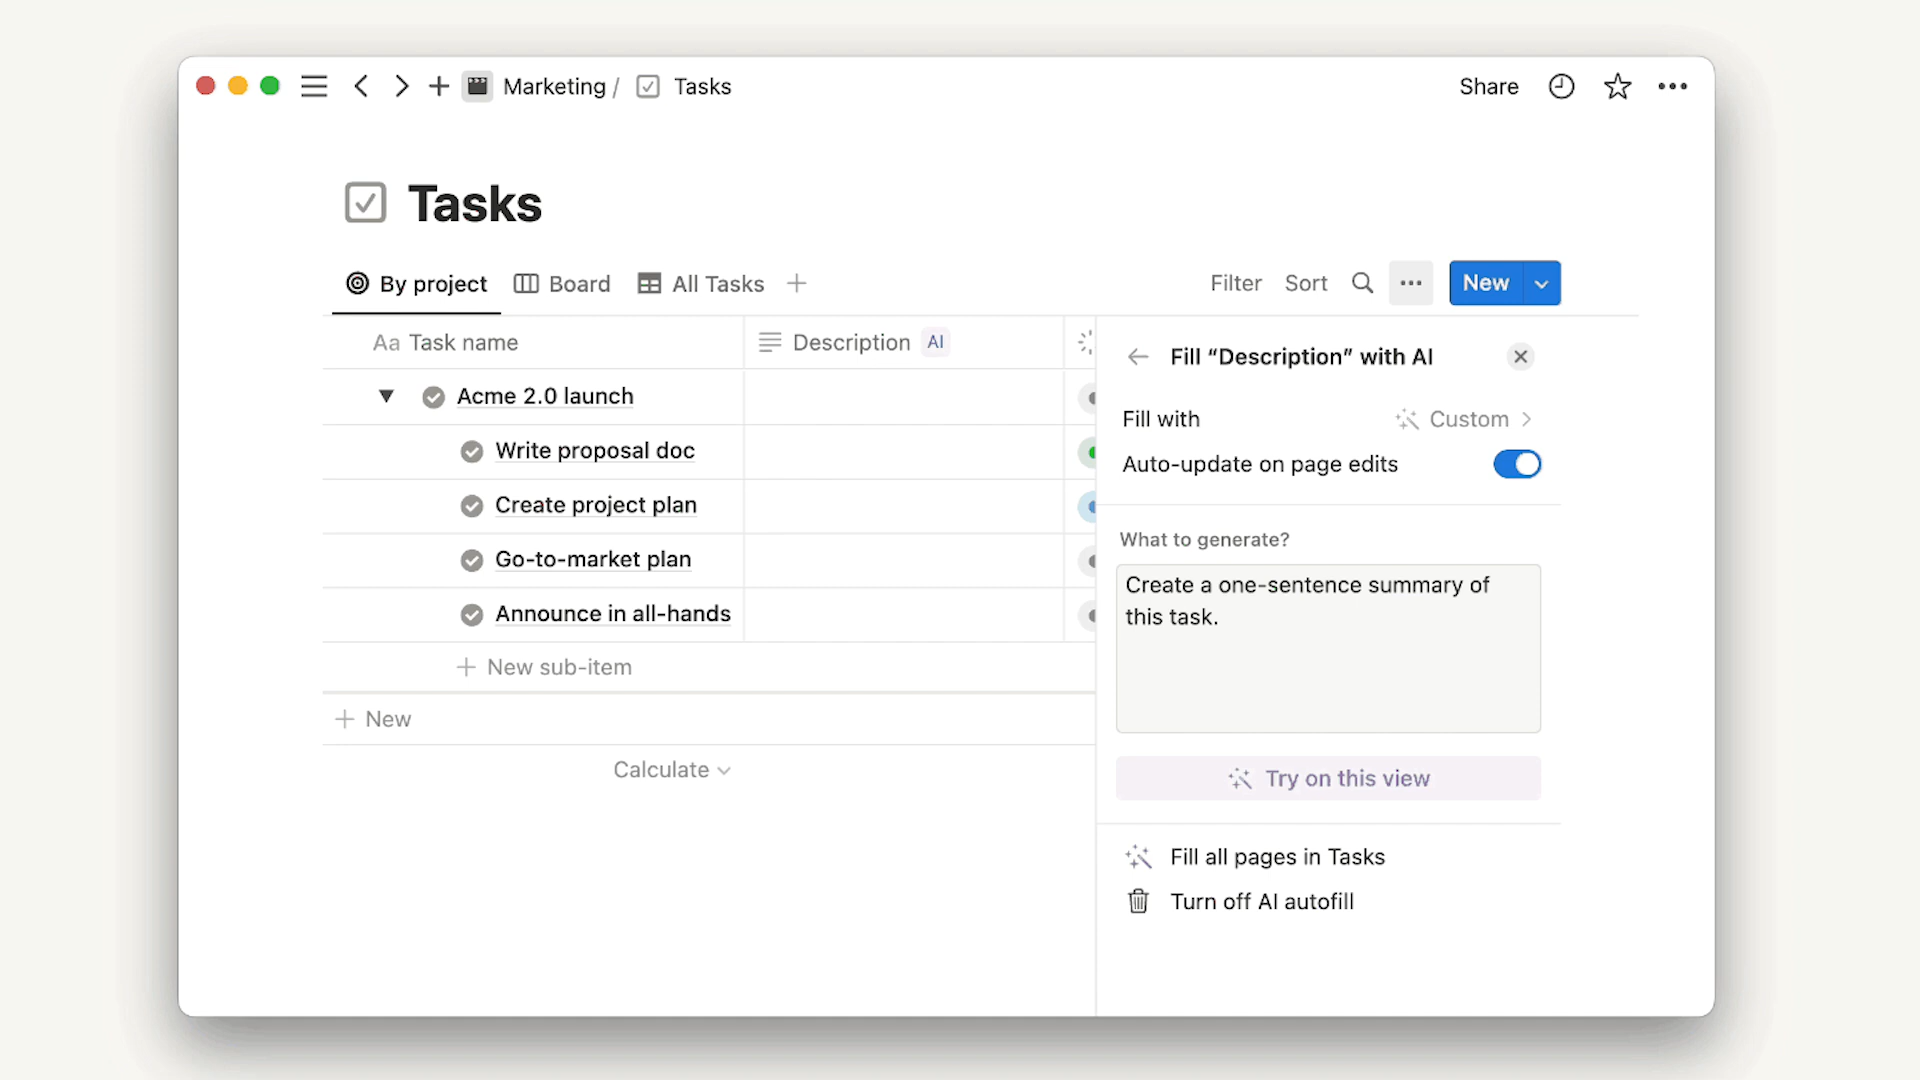 Marketing / Tasks
Share
Tasks
By project
Board
All Tasks
Filter
Sort
New
Aa Task name
Description AI
Acme 2.0 launch
Write proposal doc
Create project plan
Go-to-market plan
Announce in all-hands
New sub-item
New
Calculate
Fill “Description” with AI
Fill with
Custom
Auto-update on page edits
What to generate?
Create a one-sentence summary of
this task.
Try on this view
Fill all pages in Tasks
Turn off AI autofill